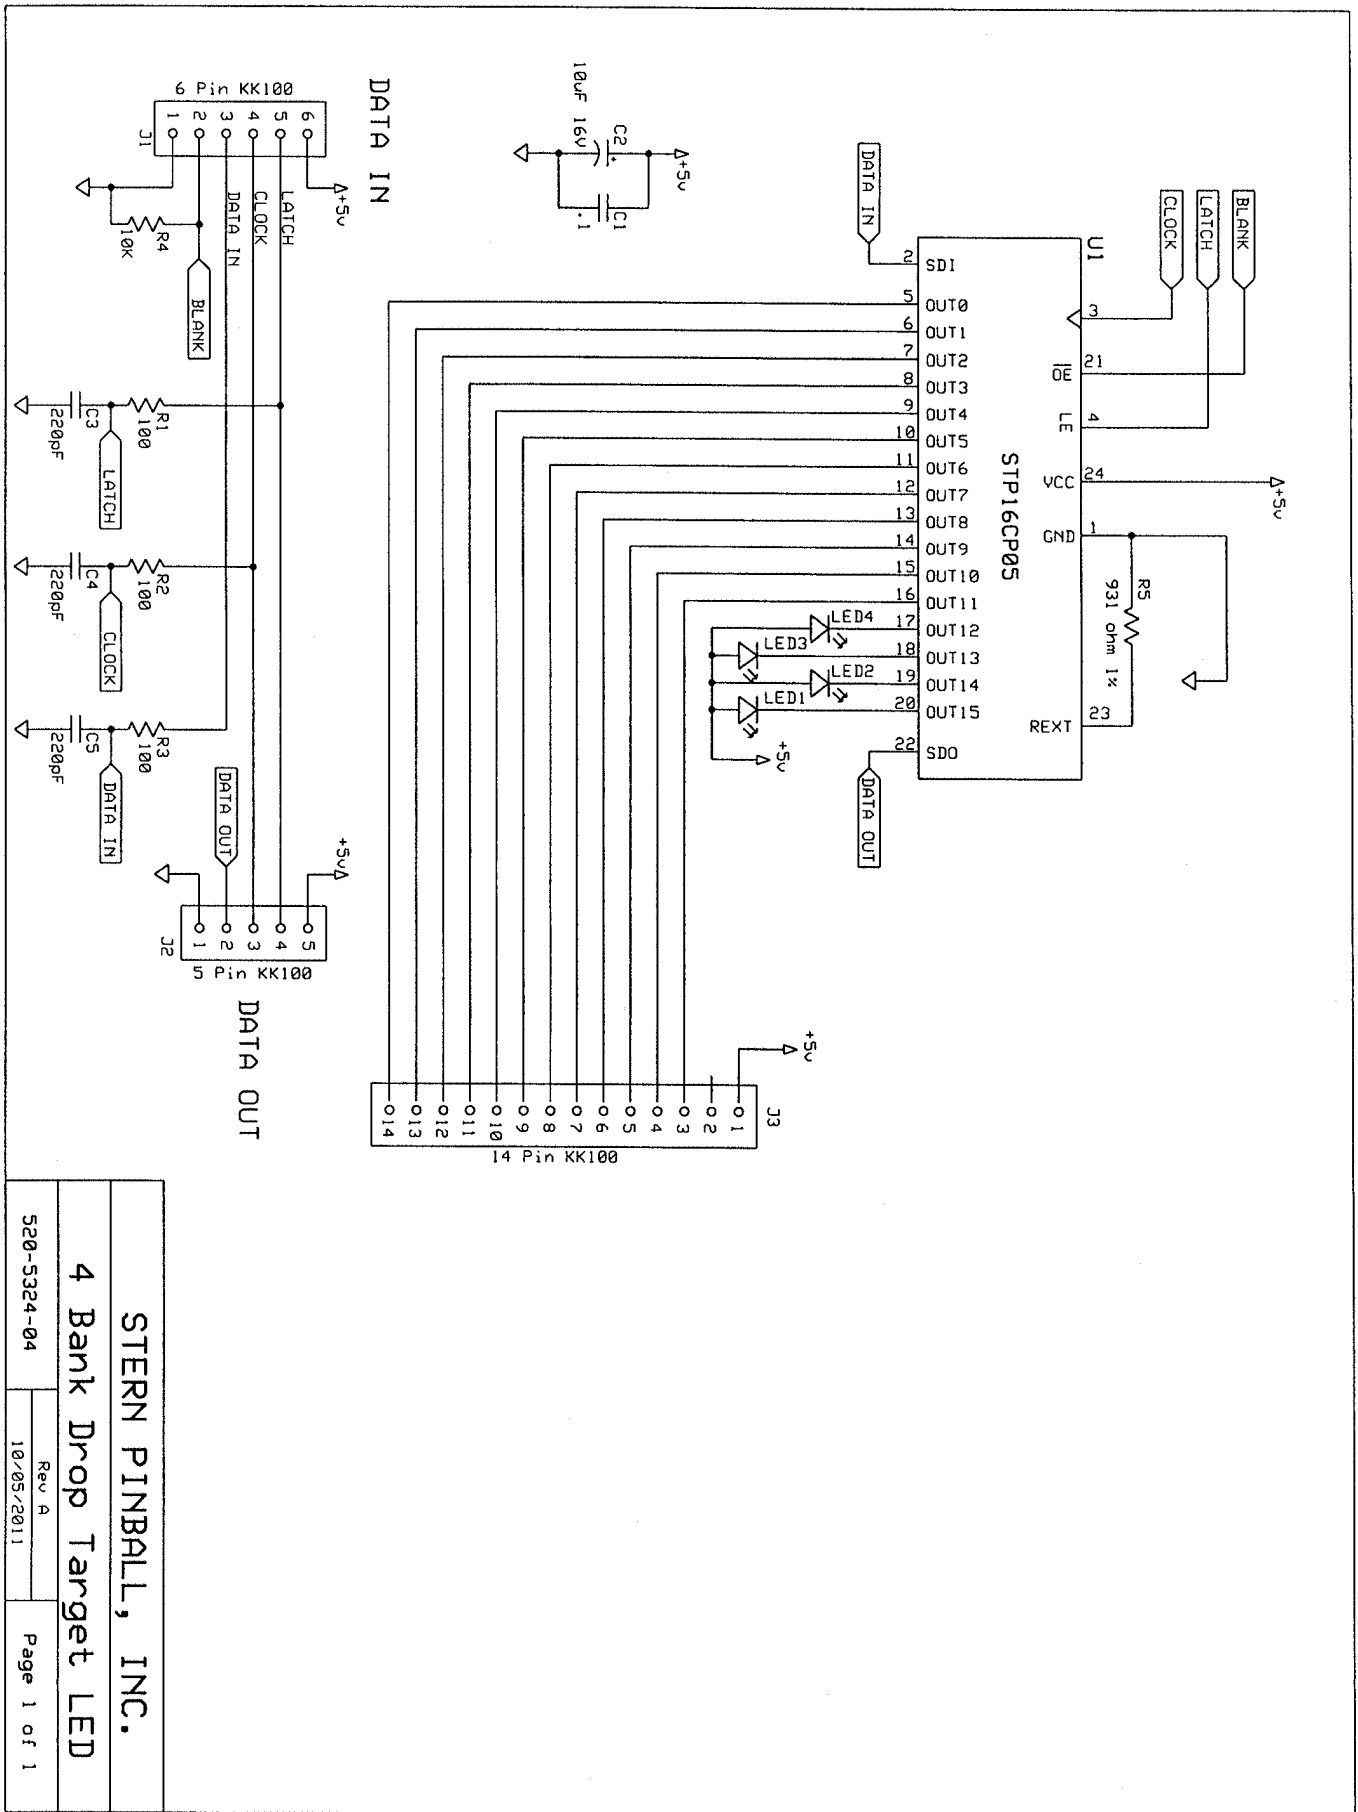 DATA IN
6 Pin KK100
J1
1
2
3
4
5
6
+5v
LATCH
CLOCK
DATA IN
R4
10K
BLANK
10uF 16V
C2
+
+5v
C1
.1
R1
100
C3
220pF
LATCH
R2
100
C4
220pF
CLOCK
R3
100
C5
220pF
DATA IN
DATA OUT
+5v
J2
1
2
3
4
5
5 Pin KK100
DATA OUT
BLANK
LATCH
CLOCK
DATA IN
U1
STP16CP05
2 SDI
5 OUT0
6 OUT1
7 OUT2
8 OUT3
9 OUT4
10 OUT5
11 OUT6
12 OUT7
13 OUT8
14 OUT9
15 OUT10
16 OUT11
17 OUT12
18 OUT13
19 OUT14
20 OUT15
22 SDO
3
OE 21
LE 4
VCC 24
GND 1
REXT 23
+5v
R5
931 ohm 1%
LED4
LED3
LED2
LED1
+5v
DATA OUT
+5v
J3
1
2
3
4
5
6
7
8
9
10
11
12
13
14
14 Pin KK100
STERN PINBALL, INC.
4 Bank Drop Target LED
520-5324-04
Rev A
10/05/2011
Page 1 of 1